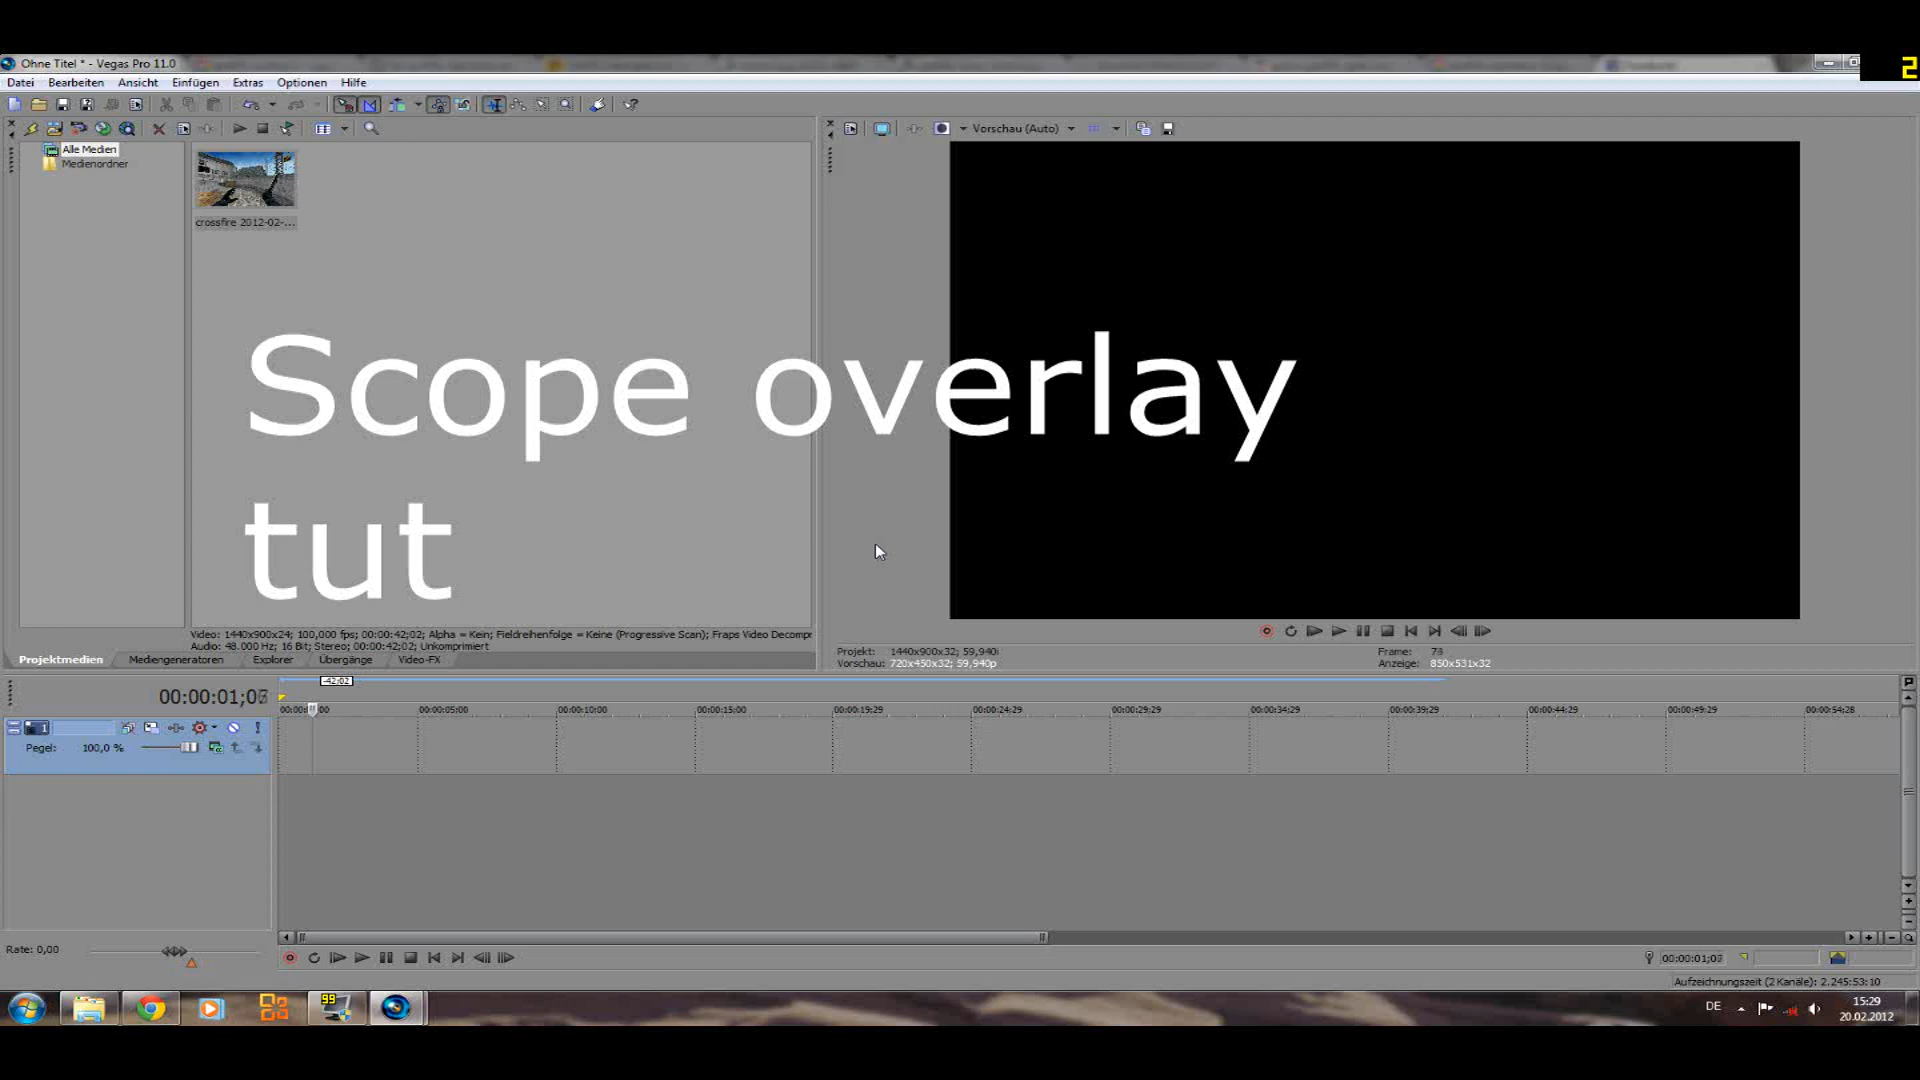 Ohne Titel * - Vegas Pro 11.0
2
Datei Bearbeiten Ansicht Einfügen Extras Optionen Hilfe
Vorschau (Auto)
Alle Medien
Medienordner
crossfire 2012-02-...
Scope overlay
tut
Video: 1440x900x24; 100,000 fps; 00:00:42;02; Alpha = Kein; Fieldreihenfolge = Keine (Progressive Scan); Fraps Video Decompr
Audio: 48.000 Hz; 16 Bit; Stereo; 00:00:42;02; Unkomprimiert
Projektmedien Mediengeneratoren Explorer Übergänge Video-FX
Projekt: 1440x900x32; 59,940i Frame:
Vorschau: 720x450x32; 59,940p Anzeige: 850x531x32
-42;02
00:00:05;00 00:00:10;00 00:00:15;00 00:00:19;29 00:00:24;29 00:00:29;29 00:00:34;29 00:00:39;29 00:00:44;29 00:00:49;29 00:00:54;28
1
Pegel: 100,0 %
Rate: 0,00
Aufzeichnungszeit (2 Kanäle): 2.245:53:10
99
DE
15:29
20.02.2012